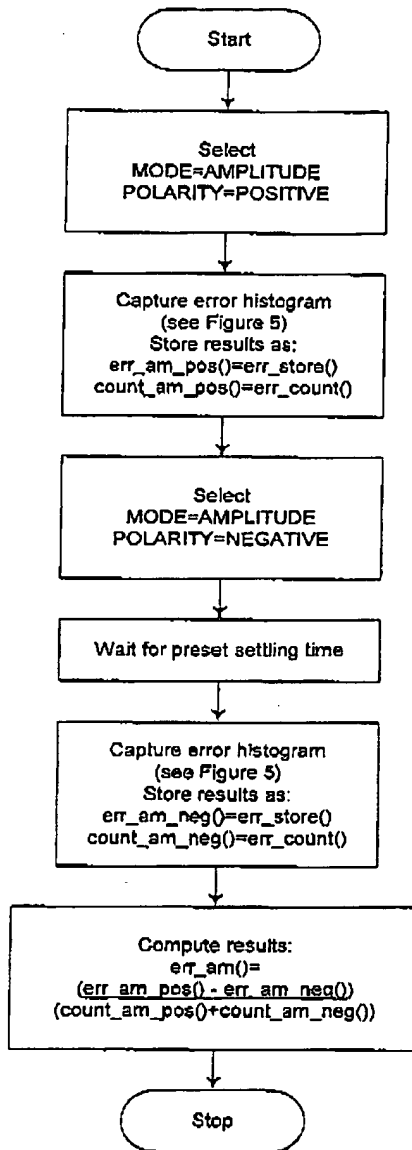 Start
Select
MODE=AMPLITUDE
POLARITY=POSITIVE
Capture error histogram
(see Figure 5)
Store results as:
err_am_pos()=err_store()
count_am_pos()=err_count()
Select
MODE=AMPLITUDE
POLARITY=NEGATIVE
Wait for preset settling time
Capture error histogram
(see Figure 5)
Store results as:
err_am_neg()=err_store()
count_am_neg()=err_count()
Compute results:
err_am()=
(err_am_pos() - err_am_neg())
(count_am_pos()+count_am_neg())
Stop